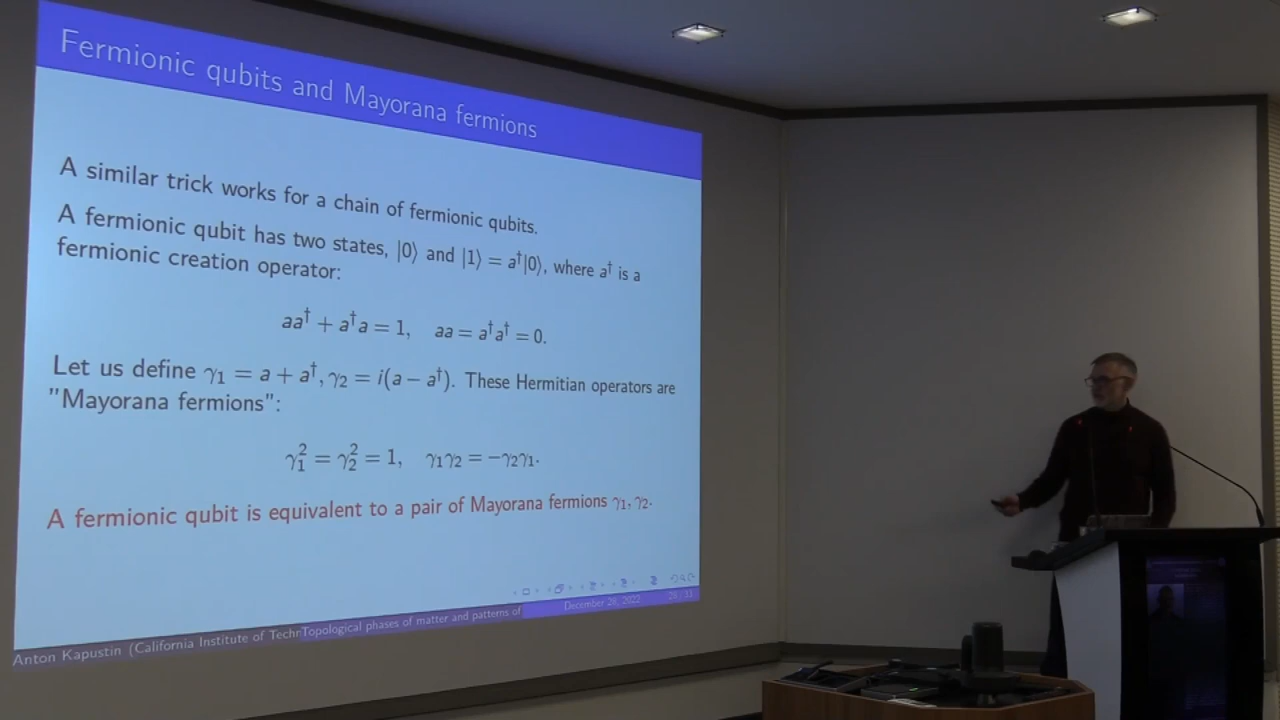 Fermionic qubits and Mayorana fermions
A similar trick works for a chain of fermionic qubits.
A fermionic qubit has two states, |0⟩ and |1⟩ = a†|0⟩, where a† is a
fermionic creation operator:
aa† + a†a = 1, aa = a†a† = 0.
Let us define γ₁ = a + a†, γ₂ = i(a − a†). These Hermitian operators are
"Mayorana fermions":
γ₁² = γ₂² = 1, γ₁γ₂ = −γ₂γ₁.
A fermionic qubit is equivalent to a pair of Mayorana fermions γ₁, γ₂.
Anton Kapustin (California Institute of Techn Topological phases of matter and patterns of December 2022